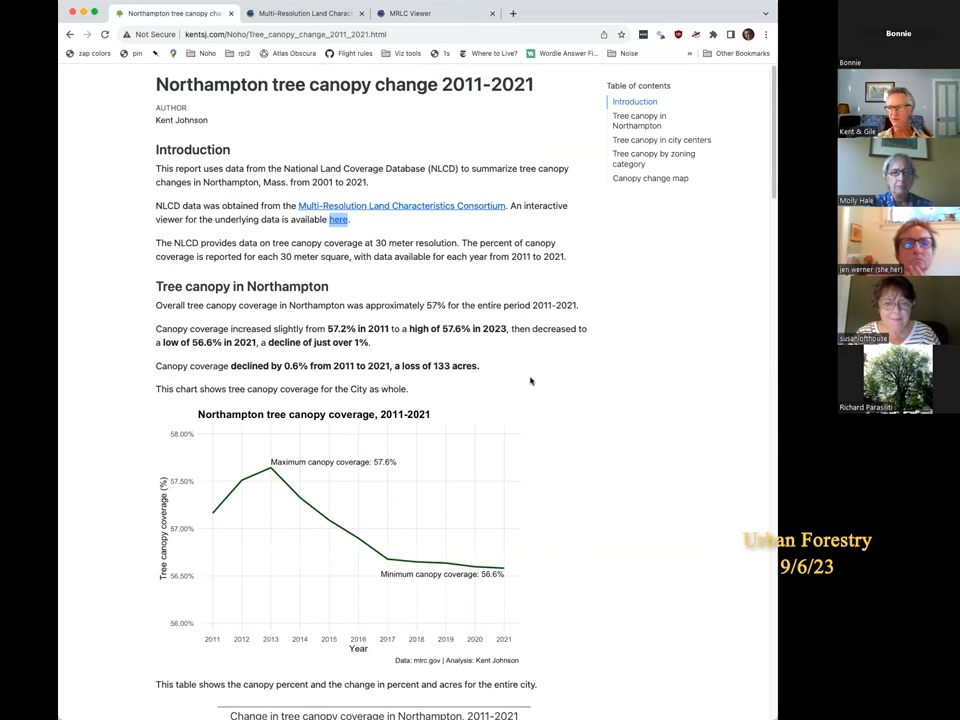 Northampton tree canopy cha
Multi-Resolution Land Charact
MRLC Viewer
Not Secure | kentsj.com/Noho/Tree_canopy_change_2011_2021.html
zap colors
pin
Noho
rpi2
Atlas Obscura
Flight rules
Viz tools
1s
Where to Live?
Wordle Answer Fi...
Noise
»
Other Bookmarks
Northampton tree canopy change 2011-2021
AUTHOR
Kent Johnson
Introduction
This report uses data from the National Land Coverage Database (NLCD) to summarize tree canopy
changes in Northampton, Mass. from 2001 to 2021.
NLCD data was obtained from the Multi-Resolution Land Characteristics Consortium. An interactive
viewer for the underlying data is available here.
The NLCD provides data on tree canopy coverage at 30 meter resolution. The percent of canopy
coverage is reported for each 30 meter square, with data available for each year from 2011 to 2021.
Tree canopy in Northampton
Overall tree canopy coverage in Northampton was approximately 57% for the entire period 2011-2021.
Canopy coverage increased slightly from 57.2% in 2011 to a high of 57.6% in 2023, then decreased to
a low of 56.6% in 2021, a decline of just over 1%.
Canopy coverage declined by 0.6% from 2011 to 2021, a loss of 133 acres.
This chart shows tree canopy coverage for the City as whole.
Northampton tree canopy coverage, 2011-2021
58.00%
57.50%
57.00%
56.50%
56.00%
Tree canopy coverage (%)
Maximum canopy coverage: 57.6%
Minimum canopy coverage: 56.6%
2011 2012 2013 2014 2015 2016 2017 2018 2019 2020 2021
Year
Data: mlrc.gov | Analysis: Kent Johnson
This table shows the canopy percent and the change in percent and acres for the entire city.
Change in tree canopy coverage in Northampton, 2011-2021
Table of contents
Introduction
Tree canopy in
Northampton
Tree canopy in city centers
Tree canopy by zoning
category
Canopy change map
Bonnie
Bonnie
Kent & Gile
Molly Hale
jen werner (she,her)
susanlofthouse
Richard Parasiliti
Urban Forestry
9/6/23